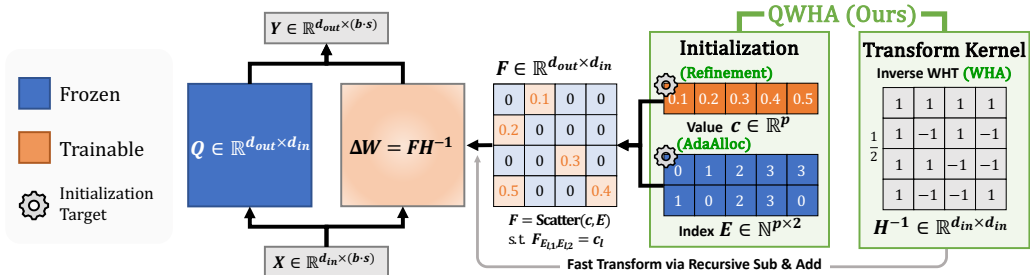 QWHA (Ours)
Y ∈ ℝ^{d_out×(b·s)}
Frozen
Trainable
Initialization
Target
Q ∈ ℝ^{d_out×d_in}
ΔW = FH⁻¹
X ∈ ℝ^{d_in×(b·s)}
F ∈ ℝ^{d_out×d_in}
0 0.1 0 0
0.2 0 0 0
0 0 0.3 0
0.5 0 0 0.4
F = Scatter(c,E)
s.t. F_{E_{l1},E_{l2}} = c_l
Initialization
(Refinement)
0.1 0.2 0.3 0.4 0.5
Value c ∈ ℝ^p
(AdaAlloc)
0 1 2 3 3
1 0 2 3 0
Index E ∈ ℕ^{p×2}
Transform Kernel
Inverse WHT (WHA)
1/2
1 1 1 1
1 -1 1 -1
1 1 -1 -1
1 -1 -1 1
H⁻¹ ∈ ℝ^{d_in×d_in}
Fast Transform via Recursive Sub & Add